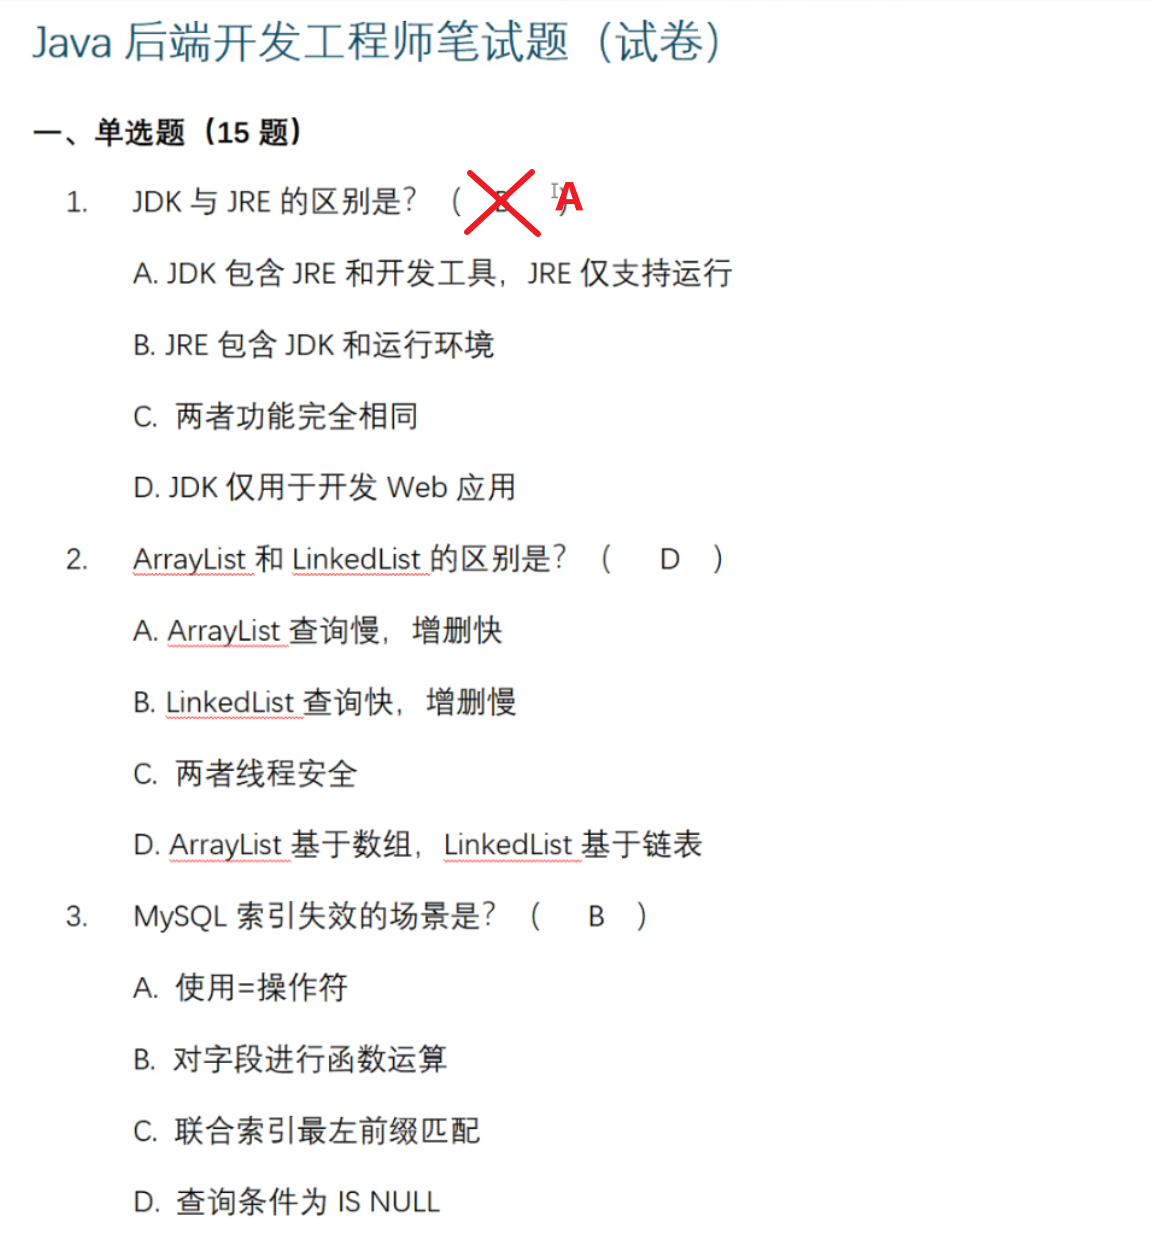 Java 后端开发工程师笔试题（试卷）
一、单选题（15 题）
1. JDK 与 JRE 的区别是？（ A ）
A. JDK 包含 JRE 和开发工具，JRE 仅支持运行
B. JRE 包含 JDK 和运行环境
C. 两者功能完全相同
D. JDK 仅用于开发 Web 应用
2. ArrayList 和 LinkedList 的区别是？（ D ）
A. ArrayList 查询慢，增删快
B. LinkedList 查询快，增删慢
C. 两者线程安全
D. ArrayList 基于数组，LinkedList 基于链表
3. MySQL 索引失效的场景是？（ B ）
A. 使用=操作符
B. 对字段进行函数运算
C. 联合索引最左前缀匹配
D. 查询条件为 IS NULL